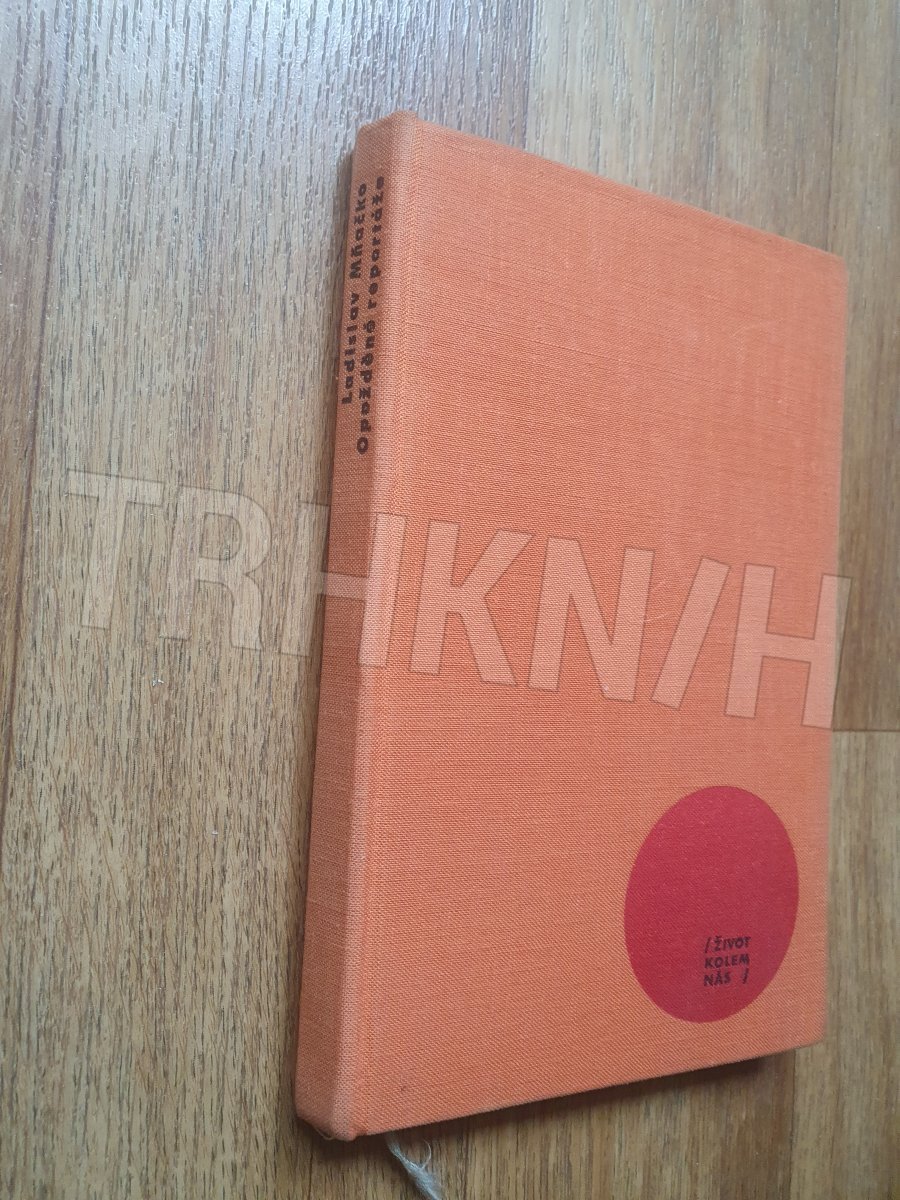 Ladislav Mňačko
Opožděné reportáže
TRHKNIH
/ŽIVOT
KOLEM
NÁS /